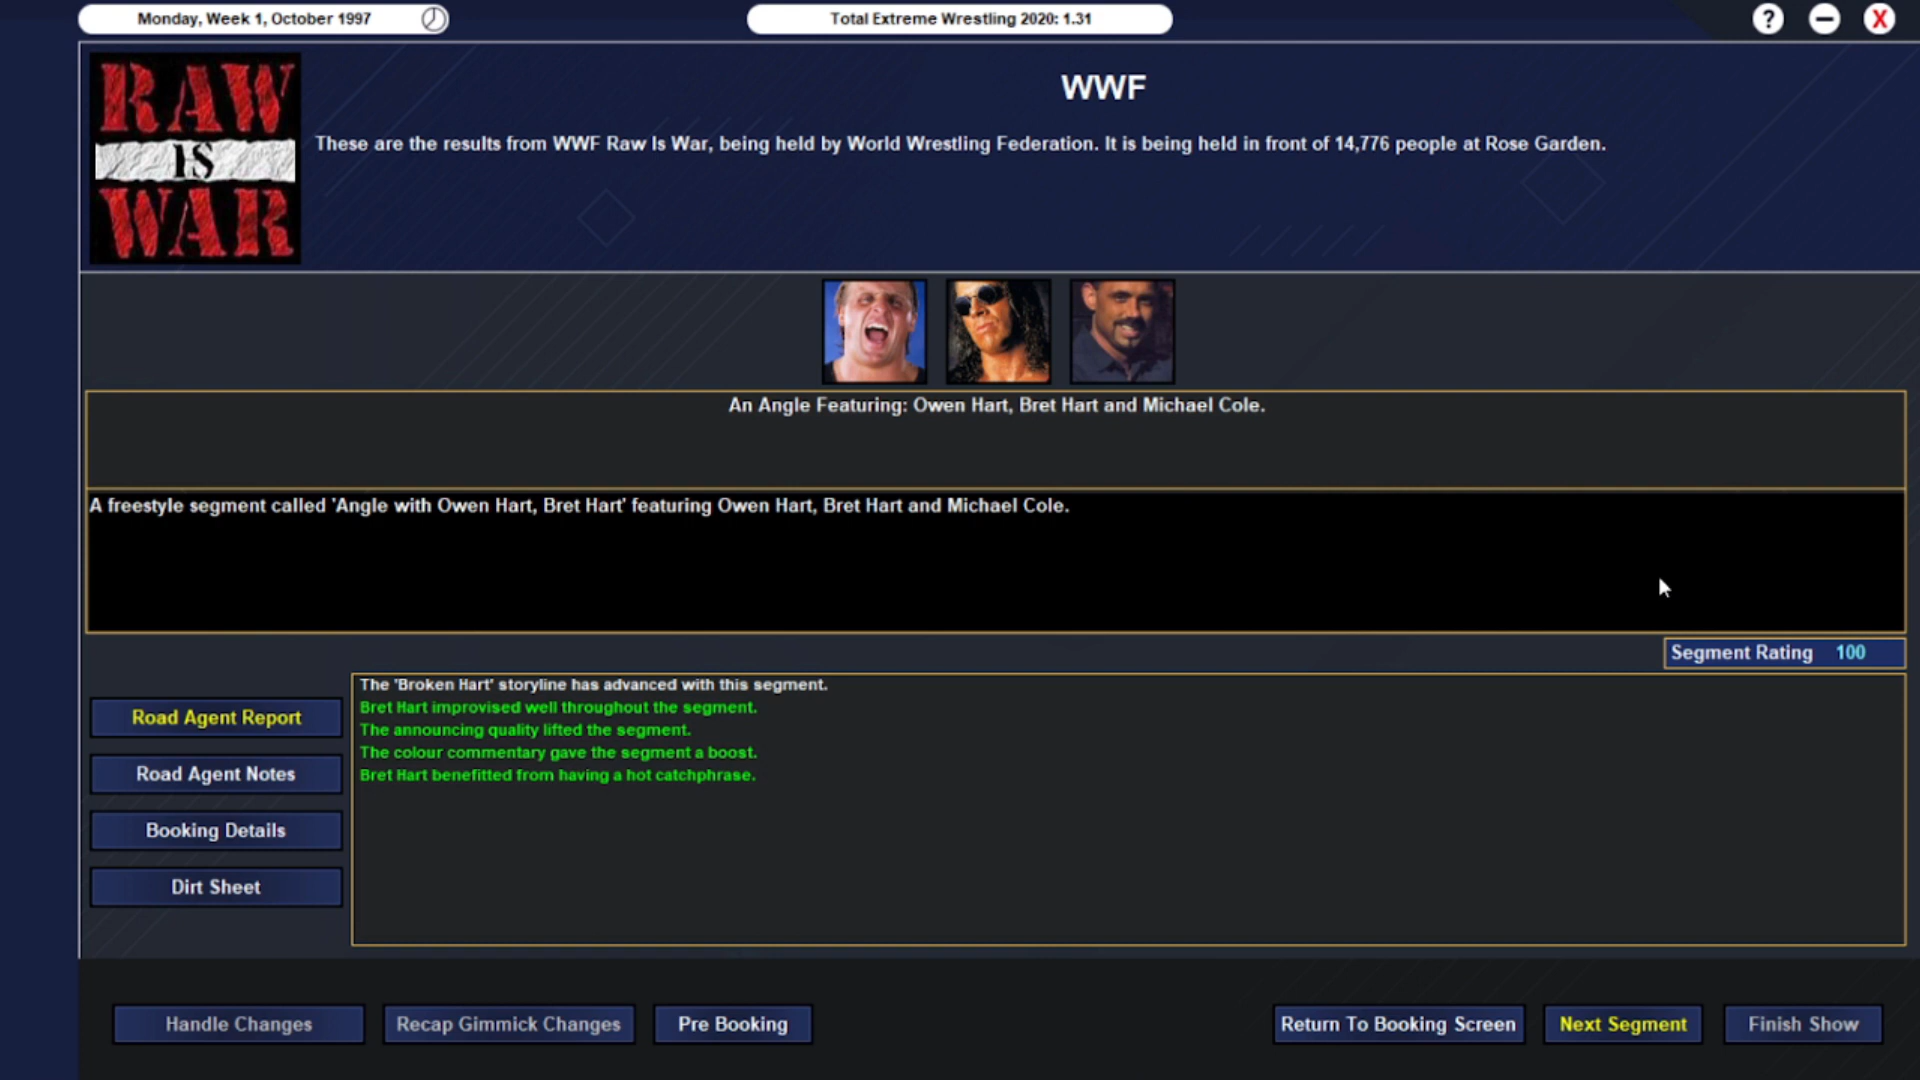 Monday, Week 1, October 1997
Total Extreme Wrestling 2020: 1.31
?
X
RAW
IS
WAR
WWF
These are the results from WWF Raw Is War, being held by World Wrestling Federation. It is being held in front of 14,776 people at Rose Garden.
An Angle Featuring: Owen Hart, Bret Hart and Michael Cole.
A freestyle segment called 'Angle with Owen Hart, Bret Hart' featuring Owen Hart, Bret Hart and Michael Cole.
Segment Rating 100
Road Agent Report
Road Agent Notes
Booking Details
Dirt Sheet
The 'Broken Hart' storyline has advanced with this segment.
Bret Hart improvised well throughout the segment.
The announcing quality lifted the segment.
The colour commentary gave the segment a boost.
Bret Hart benefitted from having a hot catchphrase.
Handle Changes
Recap Gimmick Changes
Pre Booking
Return To Booking Screen
Next Segment
Finish Show